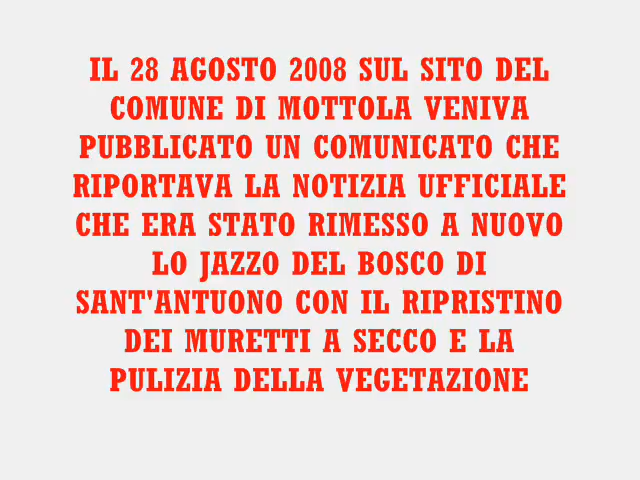 IL 28 AGOSTO 2008 SUL SITO DEL
COMUNE DI MOTTOLA VENIVA
PUBBLICATO UN COMUNICATO CHE
RIPORTAVA LA NOTIZIA UFFICIALE
CHE ERA STATO RIMESSO A NUOVO
LO JAZZO DEL BOSCO DI
SANT'ANTUONO CON IL RIPRISTINO
DEI MURETTI A SECCO E LA
PULIZIA DELLA VEGETAZIONE